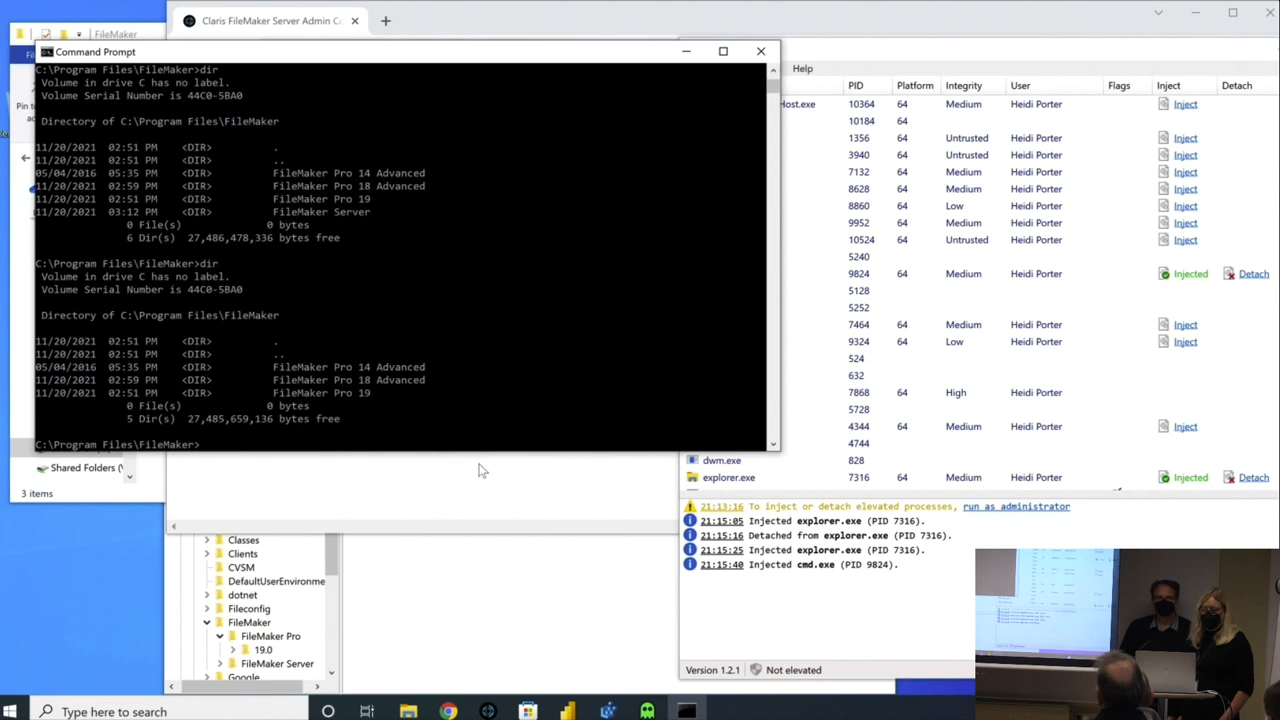 Claris FileMaker Server Admin Co
FileMaker
Command Prompt
C:\Program Files\FileMaker>dir
Volume in drive C has no label.
Volume Serial Number is 44C0-5BA0
Directory of C:\Program Files\FileMaker
11/20/2021 02:51 PM <DIR> .
11/20/2021 02:51 PM <DIR> ..
05/04/2016 05:35 PM <DIR> FileMaker Pro 14 Advanced
11/20/2021 02:59 PM <DIR> FileMaker Pro 18 Advanced
11/20/2021 02:51 PM <DIR> FileMaker Pro 19
11/20/2021 03:12 PM <DIR> FileMaker Server
0 File(s) 0 bytes
6 Dir(s) 27,486,478,336 bytes free
C:\Program Files\FileMaker>dir
Volume in drive C has no label.
Volume Serial Number is 44C0-5BA0
Directory of C:\Program Files\FileMaker
11/20/2021 02:51 PM <DIR> .
11/20/2021 02:51 PM <DIR> ..
05/04/2016 05:35 PM <DIR> FileMaker Pro 14 Advanced
11/20/2021 02:59 PM <DIR> FileMaker Pro 18 Advanced
11/20/2021 02:51 PM <DIR> FileMaker Pro 19
0 File(s) 0 bytes
5 Dir(s) 27,485,659,136 bytes free
C:\Program Files\FileMaker>
Pin to
Shared Folders (\
3 items
Help
PID Platform Integrity User Flags Inject Detach
Host.exe 10364 64 Medium Heidi Porter Inject
10184 64
1356 64 Untrusted Heidi Porter Inject
3940 64 Untrusted Heidi Porter Inject
7132 64 Medium Heidi Porter Inject
8628 64 Medium Heidi Porter Inject
8860 64 Low Heidi Porter Inject
9952 64 Medium Heidi Porter Inject
10524 64 Untrusted Heidi Porter Inject
5240 64
9824 64 Medium Heidi Porter Injected Detach
5128 64
5252 64
7464 64 Medium Heidi Porter Inject
9324 64 Low Heidi Porter Inject
524 64
632 64
7868 64 High Heidi Porter
5728 64
4344 64 Medium Heidi Porter Inject
4744 64
dwm.exe 828 64
explorer.exe 7316 64 Medium Heidi Porter Injected Detach
21:13:16 To inject or detach elevated processes, run as administrator
21:15:05 Injected explorer.exe (PID 7316).
21:15:16 Detached from explorer.exe (PID 7316).
21:15:25 Injected explorer.exe (PID 7316).
21:15:40 Injected cmd.exe (PID 9824).
Version 1.2.1 Not elevated
Classes
Clients
CVSM
DefaultUserEnvironme
dotnet
Fileconfig
FileMaker
FileMaker Pro
19.0
FileMaker Server
Google
Type here to search